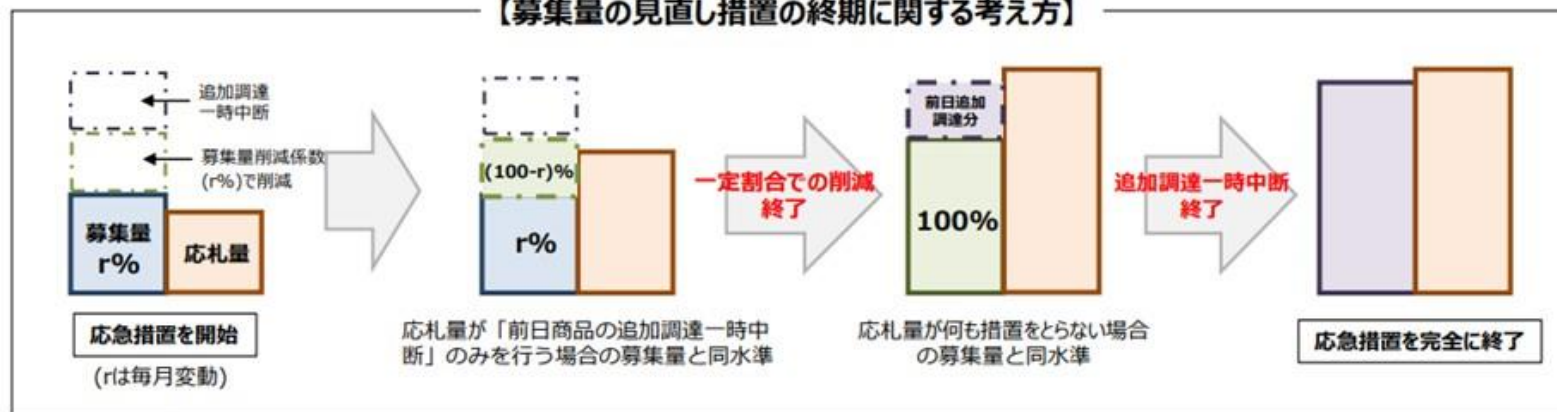 【募集量の見直し措置の終期に関する考え方】
追加調達
一時中断
募集量削減係数
(r%)で削減
募集量
r%
応札量
応急措置を開始
(rは毎月変動)
(100-r)%
r%
応札量が「前日商品の追加調達一時中
断」のみを行う場合の募集量と同水準
一定割合での削減
終了
前日追加
調達分
100%
応札量が何も措置をとらない場合
の募集量と同水準
追加調達一時中断
終了
応急措置を完全に終了